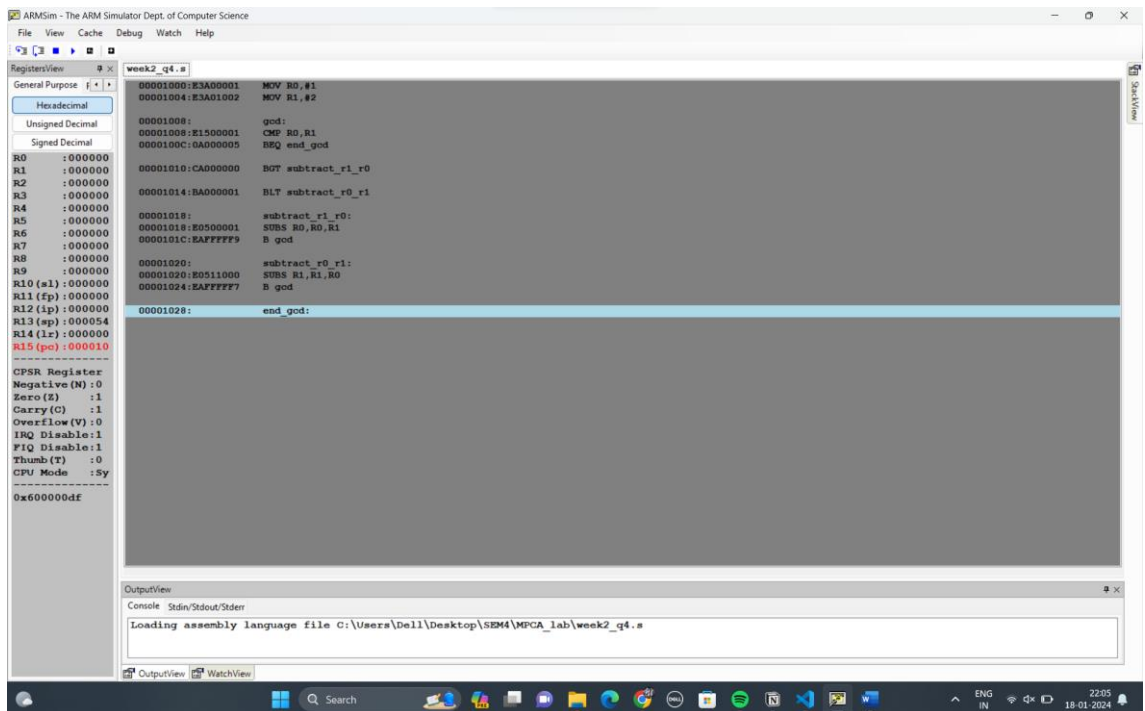 ARMSim - The ARM Simulator Dept. of Computer Science
File View Cache Debug Watch Help
RegistersView
General Purpose
Hexadecimal
Unsigned Decimal
Signed Decimal
R0 :000000
R1 :000000
R2 :000000
R3 :000000
R4 :000000
R5 :000000
R6 :000000
R7 :000000
R8 :000000
R9 :000000
R10(sl):000000
R11(fp):000000
R12(ip):000000
R13(sp):000054
R14(lr):000000
R15(pc):000010
CPSR Register
Negative(N):0
Zero(Z) :1
Carry(C) :1
Overflow(V):0
IRQ Disable:1
FIQ Disable:1
Thumb(T) :0
CPU Mode :Sy
0x600000df
week2_q4.s
00001000:E3A00001 MOV R0,#1
00001004:E3A01002 MOV R1,#2
00001008: god:
00001008:E1500001 CMP R0,R1
0000100C:0A000005 BEQ end_god
00001010:CA000000 BGT subtract_r1_r0
00001014:BA000001 BLT subtract_r0_r1
00001018: subtract_r1_r0:
00001018:E0500001 SUBS R0,R0,R1
0000101C:EAFFFFF9 B god
00001020: subtract_r0_r1:
00001020:E0511000 SUBS R1,R1,R0
00001024:EAFFFFF7 B god
00001028: end_god:
StackView
OutputView
Console Stdin/Stdout/Stderr
Loading assembly language file C:\Users\Dell\Desktop\SEM4\MPCA_lab\week2_q4.s
OutputView WatchView
Search
ENG
IN
22:05
18-01-2024